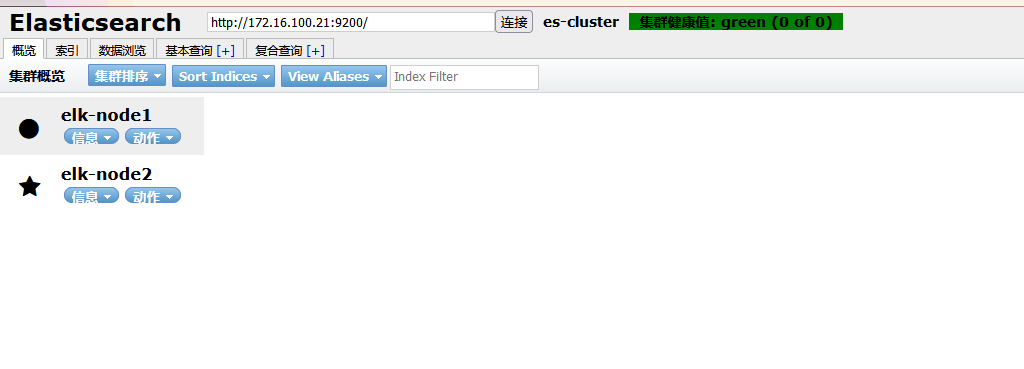 Elasticsearch http://172.16.100.21:9200/ 连接 es-cluster 集群健康值: green (0 of 0)
概览 索引 数据浏览 基本查询 [+] 复合查询 [+]
集群概览 集群排序 Sort Indices View Aliases Index Filter
elk-node1
信息 动作
elk-node2
信息 动作